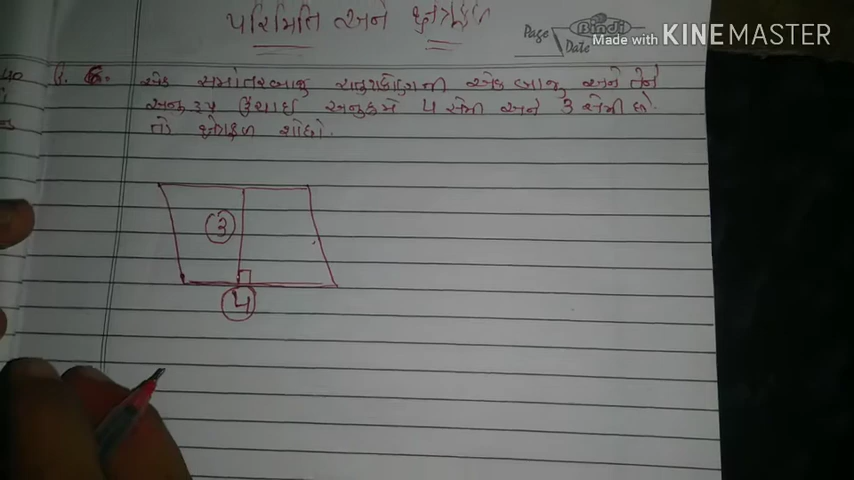 પરિમિતિ અને ક્ષેત્રફળ
Page
Date
Bindi
Made with KINEMASTER
ઉ. એક સમાંતરબાજુ ચતુષ્કોણની એક બાજુ અને તેને
અનુરૂપ ઉંચાઇ અનુક્રમે 4 સેમી અને 3 સેમી છે.
તો ક્ષેત્રફળ શોધો.
3
4